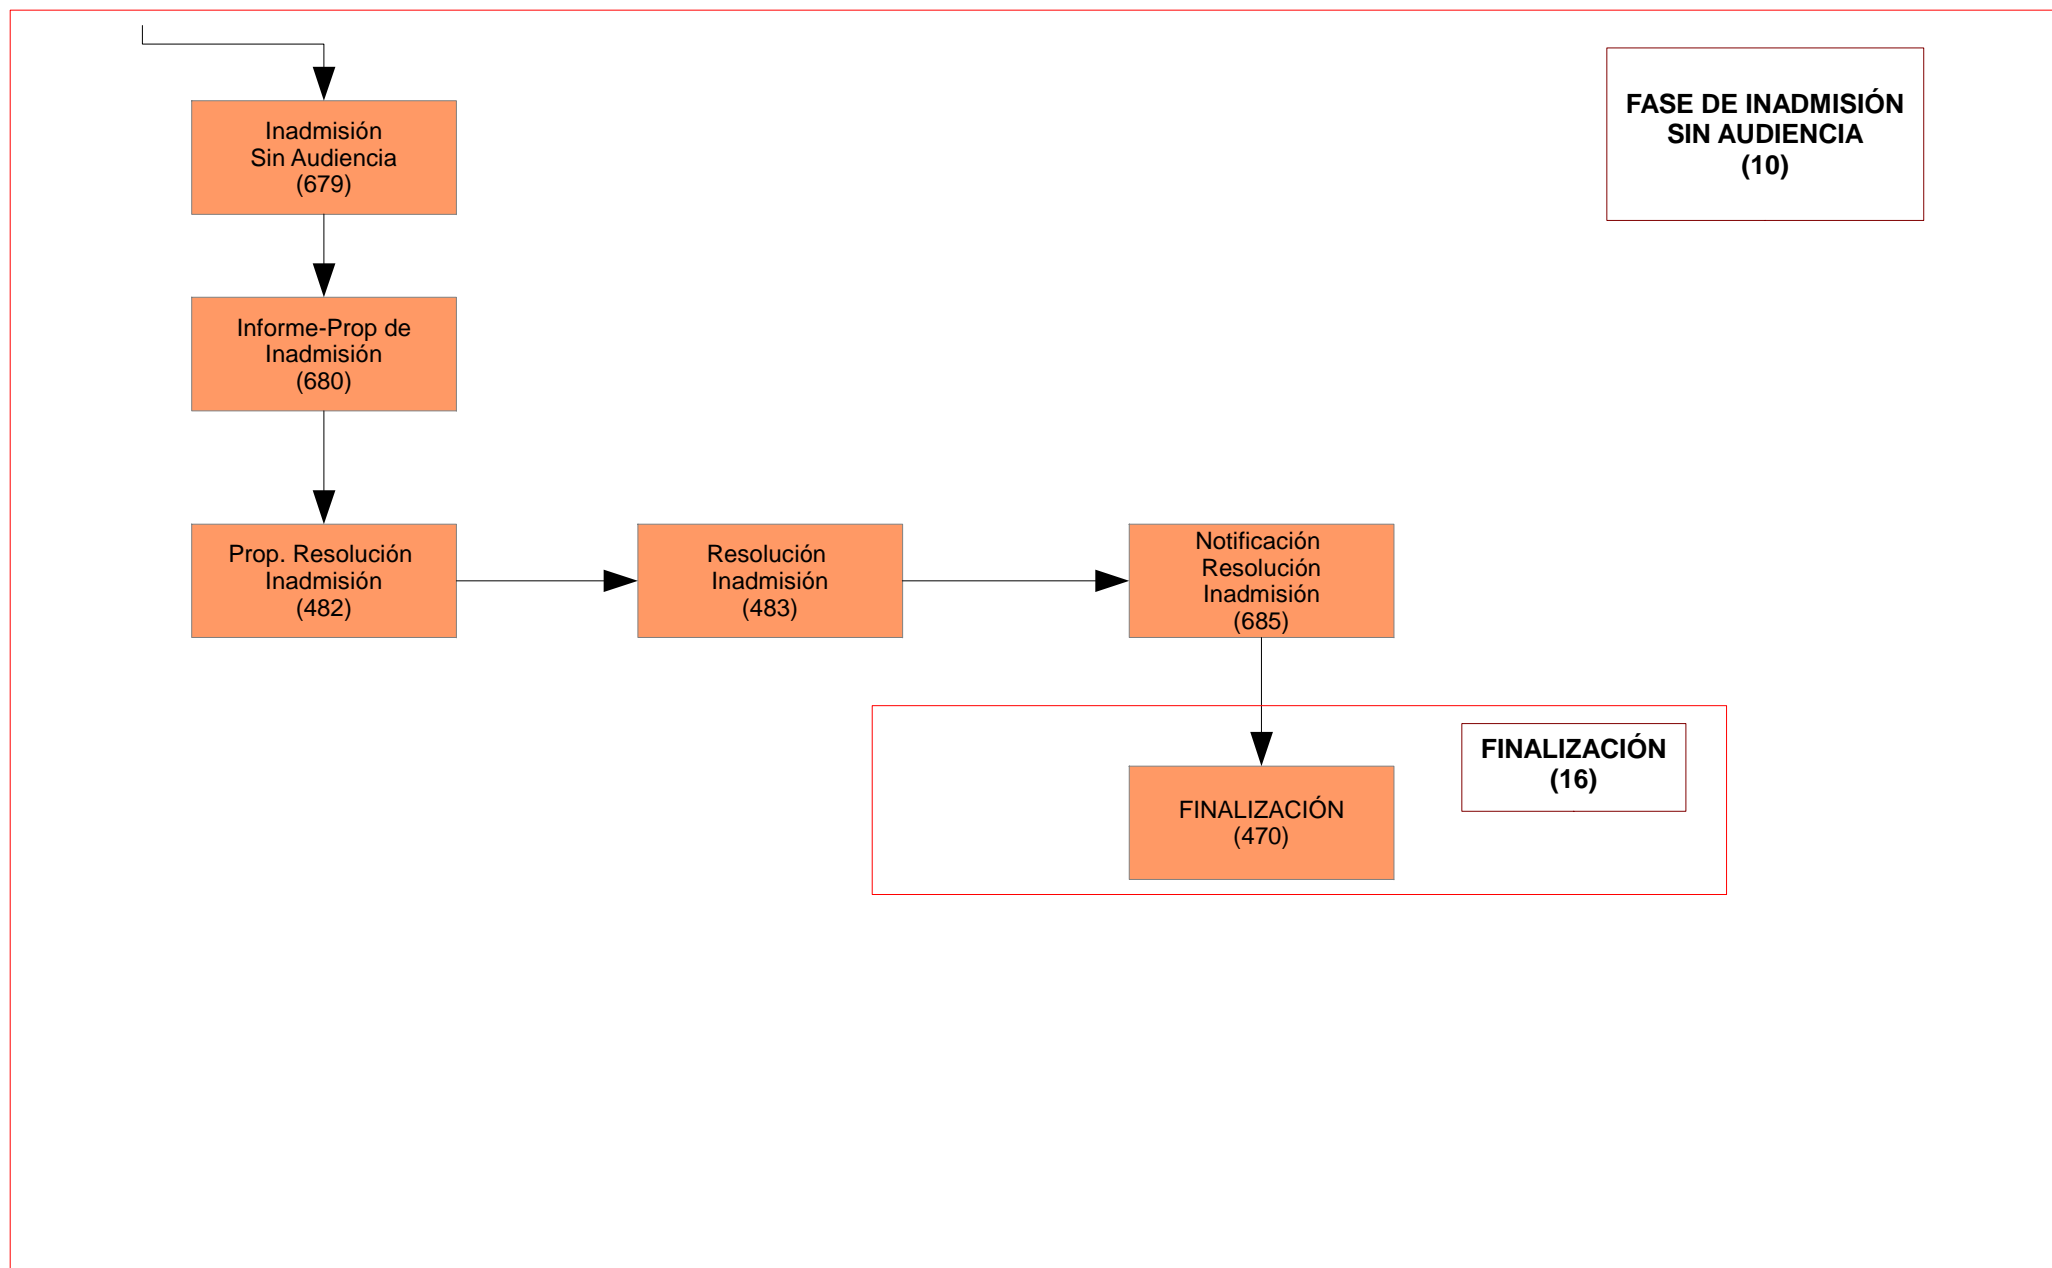 FASE DE INADMISIÓN
SIN AUDIENCIA
(10)
Inadmisión
Sin Audiencia
(679)
Informe-Prop de
Inadmisión
(680)
Prop. Resolución
Inadmisión
(482)
Resolución
Inadmisión
(483)
Notificación
Resolución
Inadmisión
(685)
FINALIZACIÓN
(16)
FINALIZACIÓN
(470)